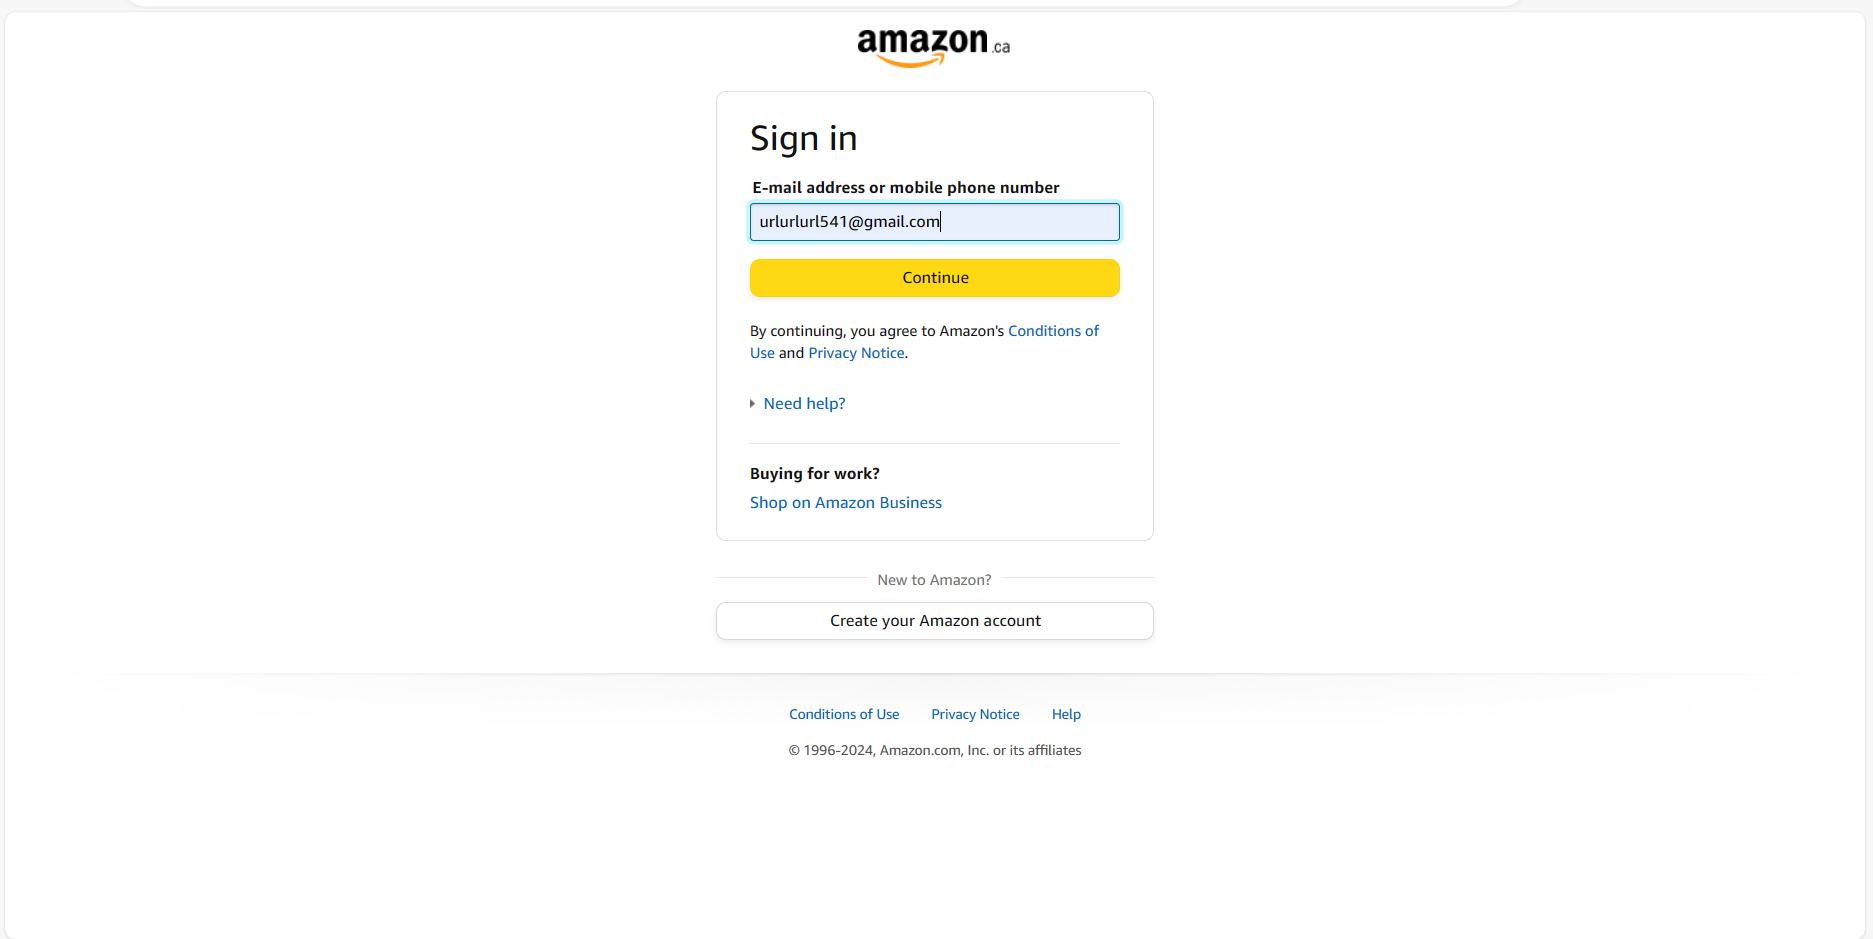 amazon.ca
Sign in
E-mail address or mobile phone number
urlurlurl541@gmail.com
Continue
By continuing, you agree to Amazon's Conditions of
Use and Privacy Notice.
Need help?
Buying for work?
Shop on Amazon Business
New to Amazon?
Create your Amazon account
Conditions of Use Privacy Notice Help
© 1996-2024, Amazon.com, Inc. or its affiliates